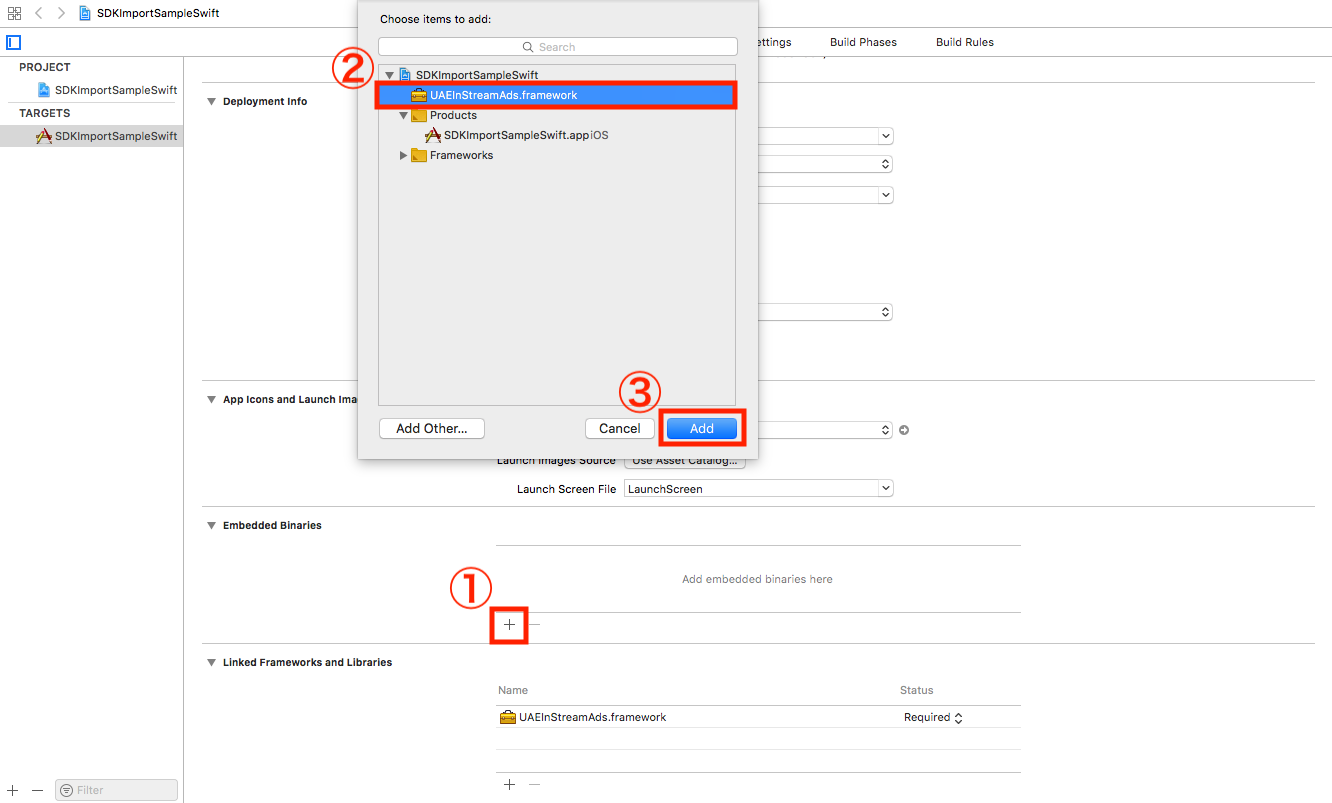 SDKImportSampleSwift
Choose items to add:
Search
Build Phases
Build Rules
PROJECT
SDKImportSampleSwift
TARGETS
SDKImportSampleSwift
②
SDKImportSampleSwift
UAEInStreamAds.framework
Products
SDKImportSampleSwift.app iOS
Frameworks
Deployment Info
③
Add Other...
Cancel
Add
App Icons and Launch Ima
Launch Images Source
Use Asset Catalog...
Launch Screen File
LaunchScreen
Embedded Binaries
Add embedded binaries here
①
+ −
Linked Frameworks and Libraries
Name Status
UAEInStreamAds.framework Required
+ −
+ − Filter